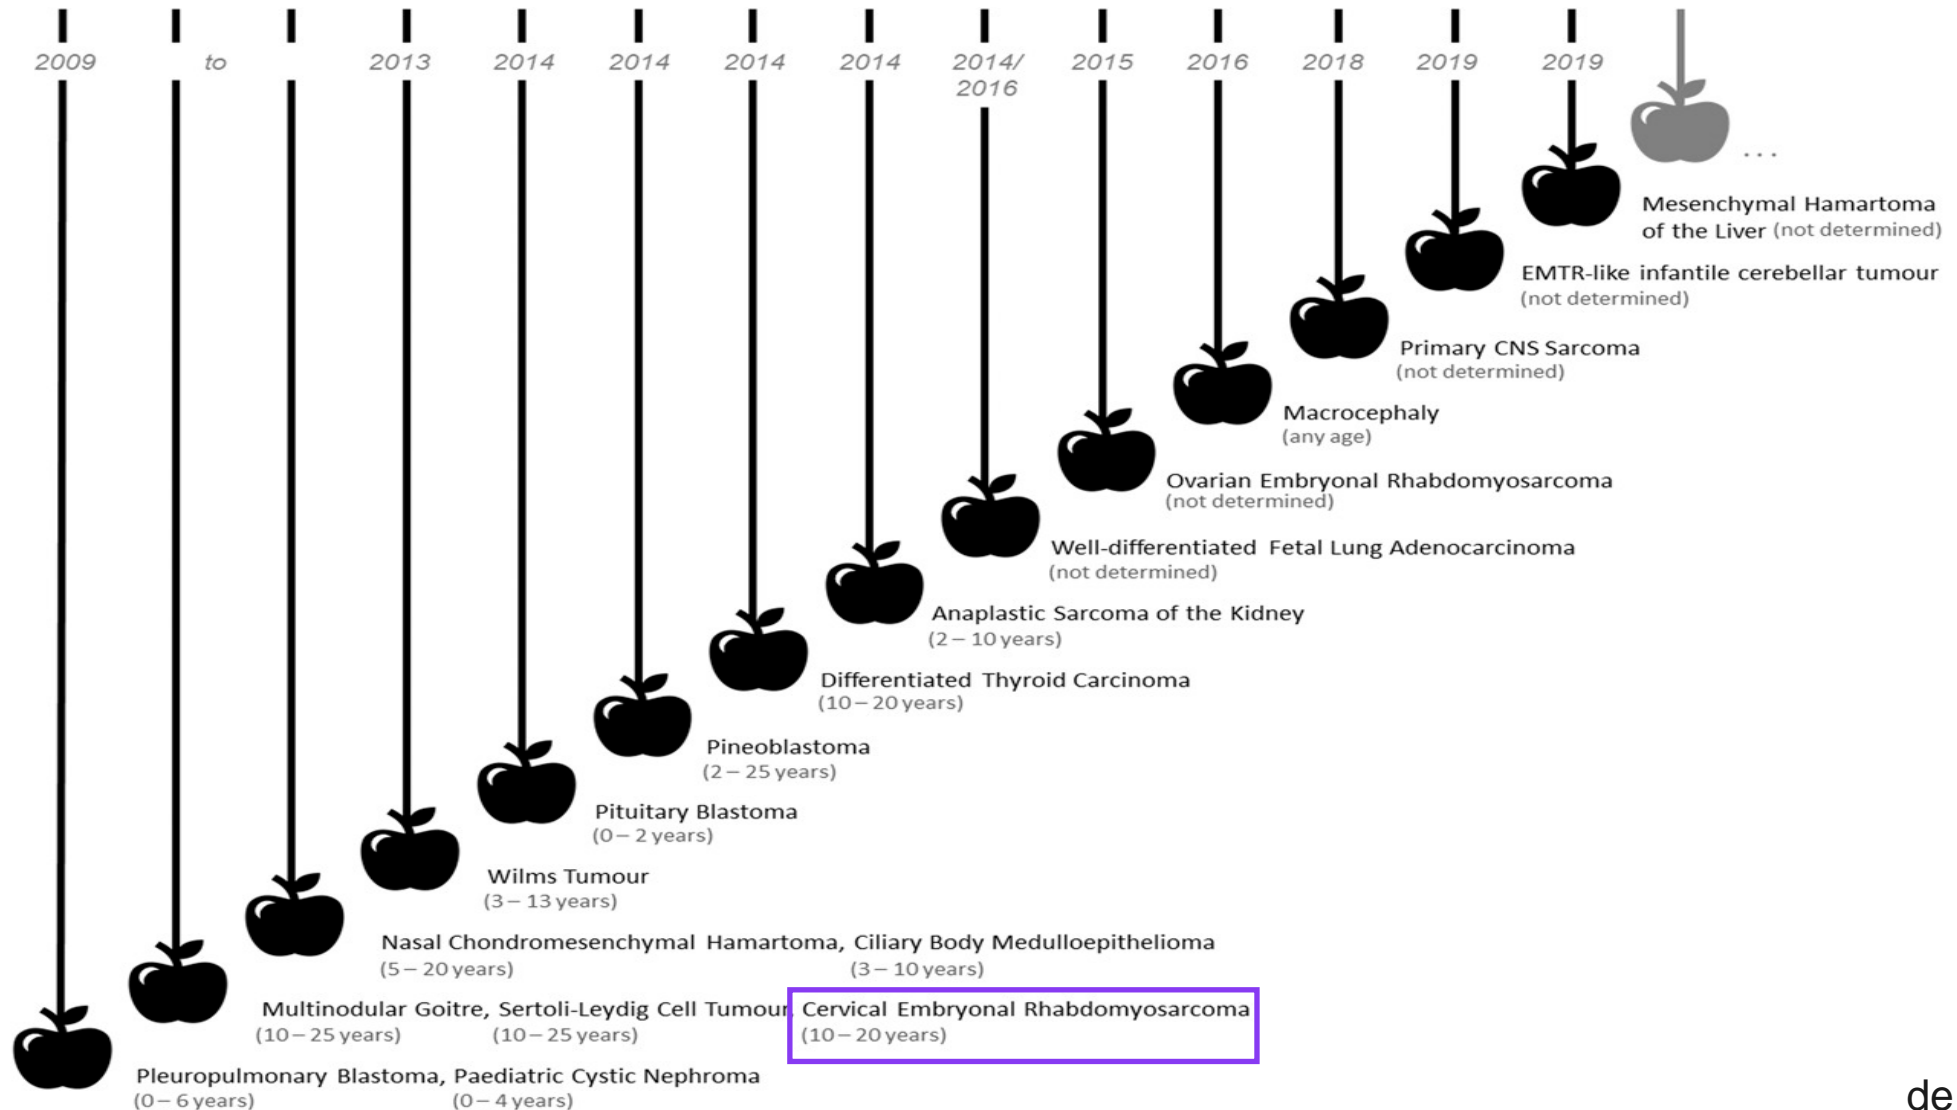 2009 to 2013 2014 2014 2014 2014 2014/ 2015 2016 2018 2019 2019
2016
...
Mesenchymal Hamartoma
of the Liver (not determined)
EMTR-like infantile cerebellar tumour
(not determined)
Primary CNS Sarcoma
(not determined)
Macrocephaly
(any age)
Ovarian Embryonal Rhabdomyosarcoma
(not determined)
Well-differentiated Fetal Lung Adenocarcinoma
(not determined)
Anaplastic Sarcoma of the Kidney
(2 – 10 years)
Differentiated Thyroid Carcinoma
(10 – 20 years)
Pineoblastoma
(2 – 25 years)
Pituitary Blastoma
(0 – 2 years)
Wilms Tumour
(3 – 13 years)
Nasal Chondromesenchymal Hamartoma, Ciliary Body Medulloepithelioma
(5 – 20 years) (3 – 10 years)
Multinodular Goitre, Sertoli-Leydig Cell Tumour Cervical Embryonal Rhabdomyosarcoma
(10 – 25 years) (10 – 25 years) (10 – 20 years)
Pleuropulmonary Blastoma, Paediatric Cystic Nephroma
(0 – 6 years) (0 – 4 years)
de